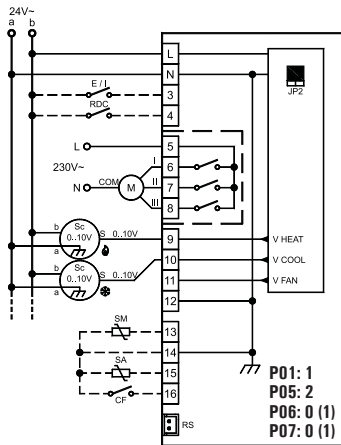 24V~
a b
L
N
JP2
E / I
3
RDC
4
L
5
I
6
230V~
COM
M
II
N
7
III
8
b
Sc
0..10V
S 0..10V
9
V HEAT
a
10
V COOL
b
Sc
0..10V
S 0..10V
11
V FAN
a
12
SM
13
14
SA
15
CF
16
RS
P01: 1
P05: 2
P06: 0 (1)
P07: 0 (1)